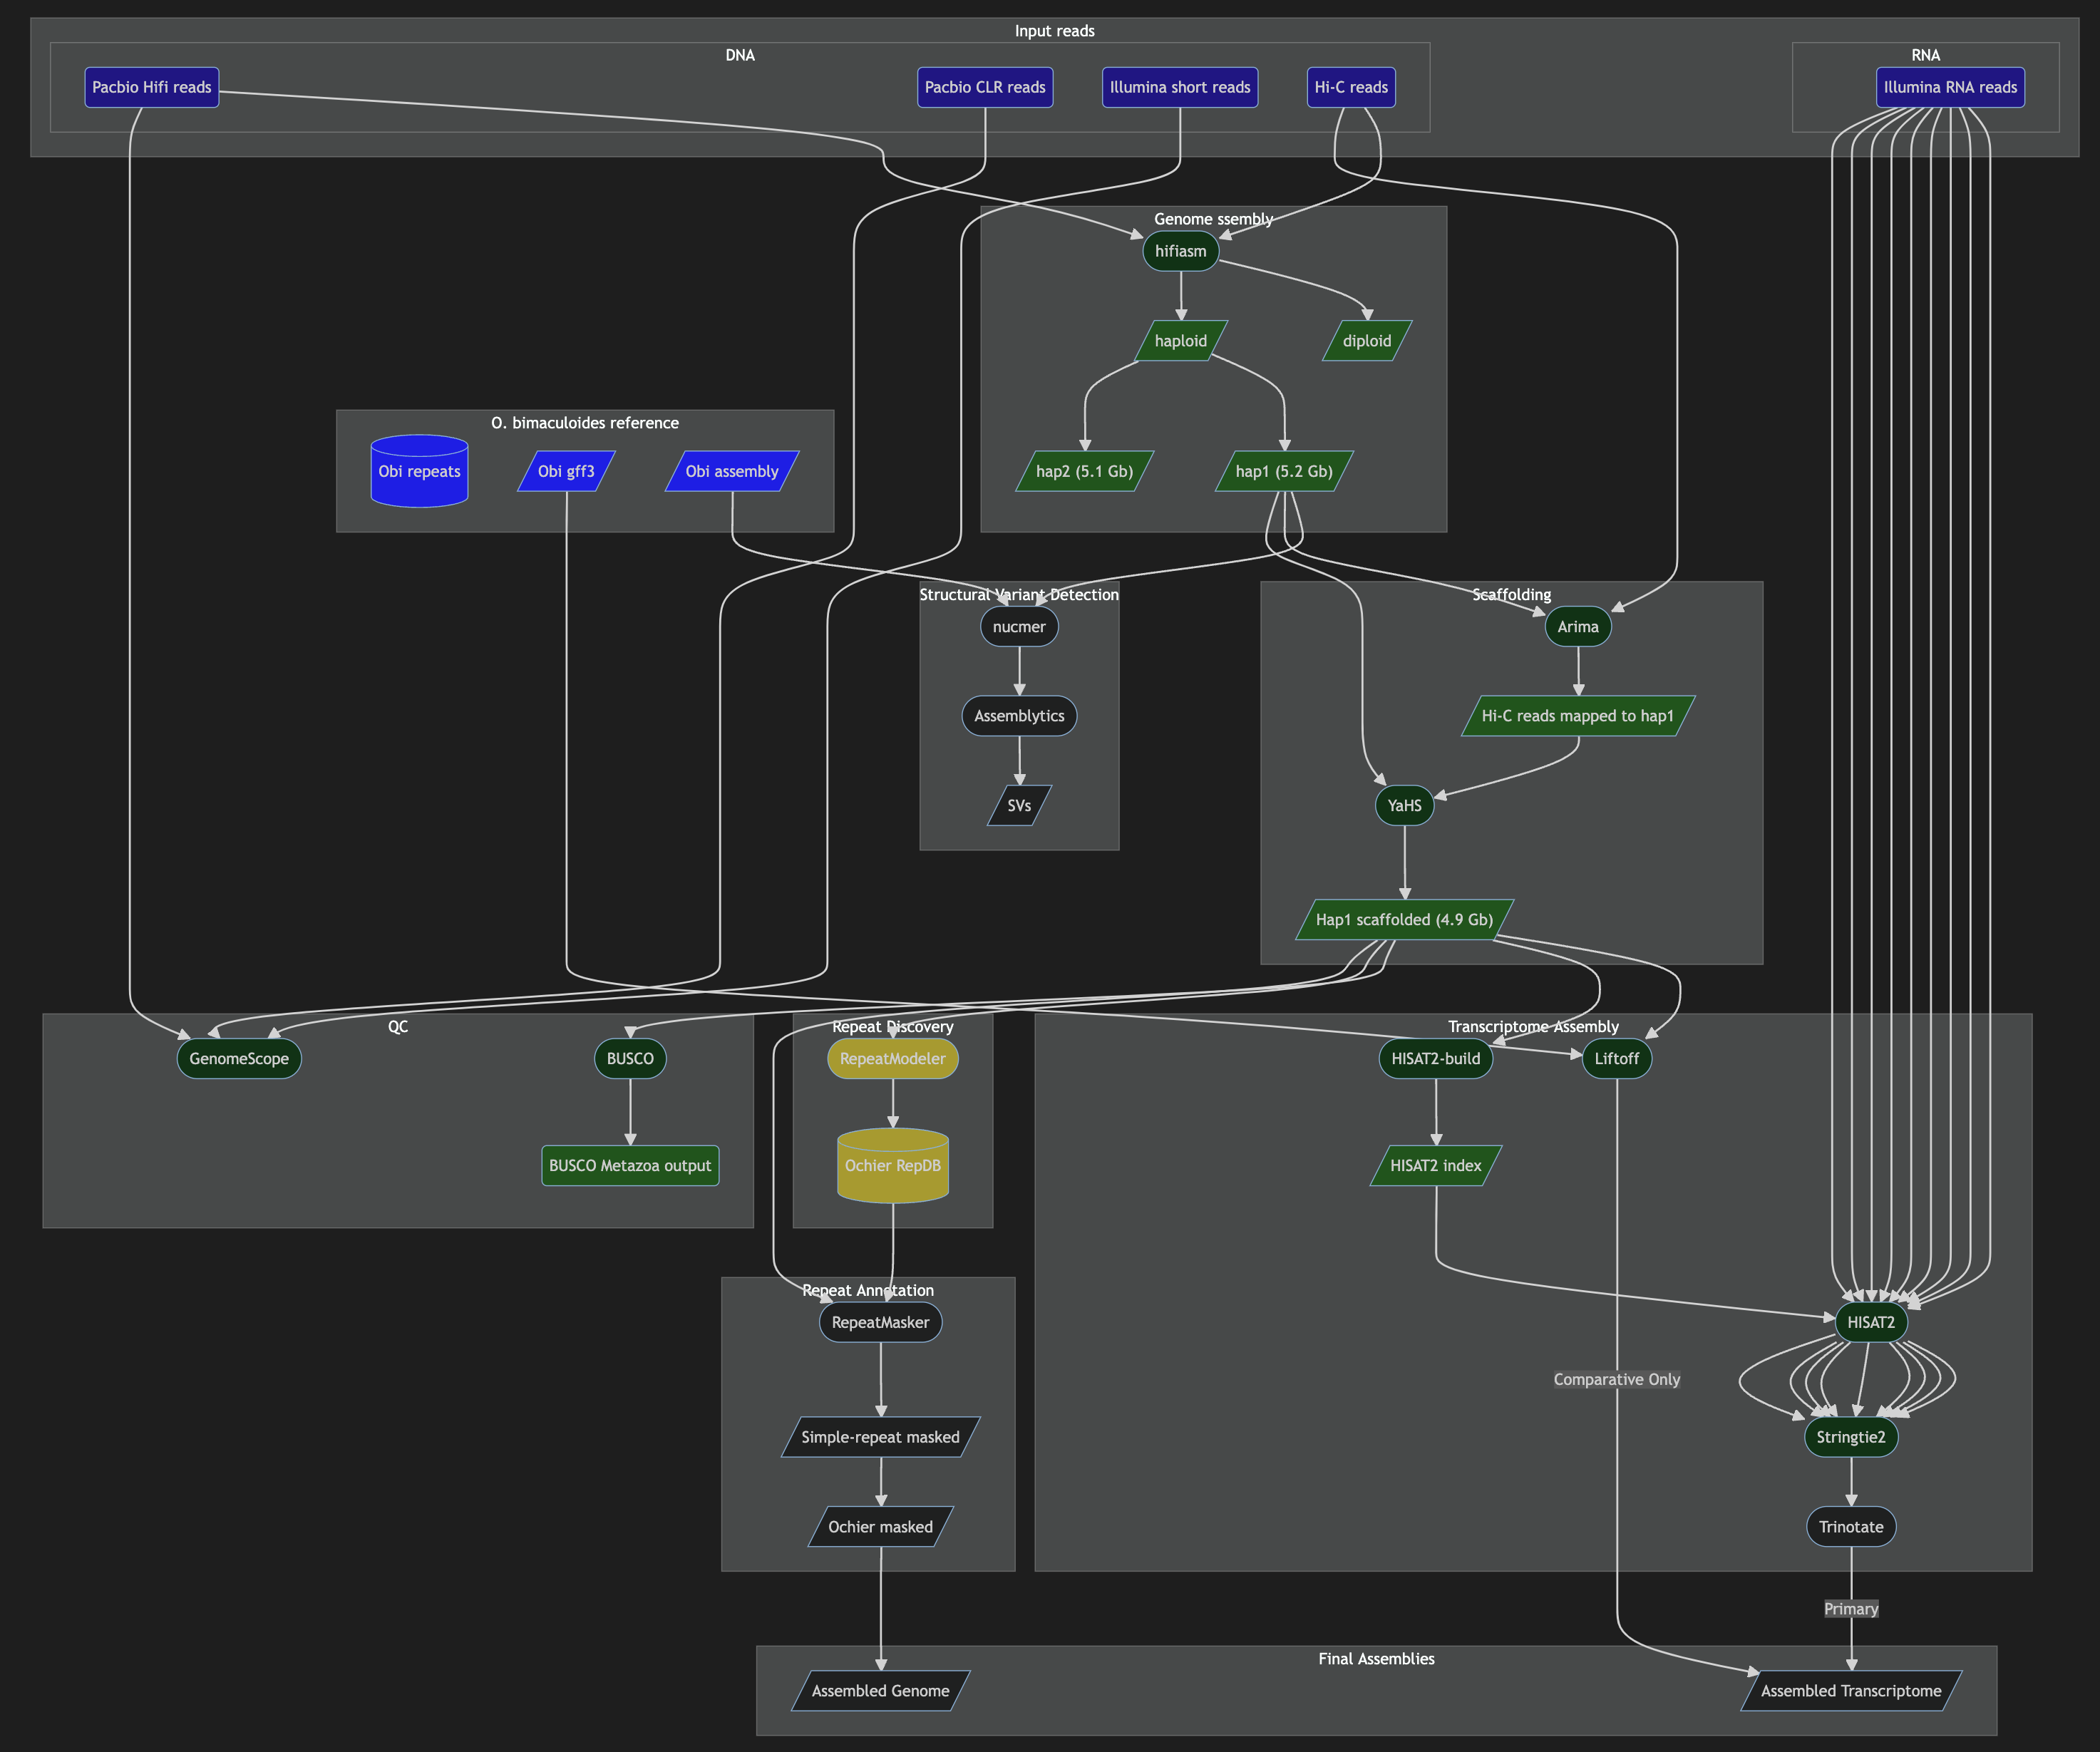 Input reads
DNA
RNA
Pacbio Hifi reads
Pacbio CLR reads
Illumina short reads
Hi-C reads
Illumina RNA reads
Genome ssembly
hifiasm
haploid
diploid
O. bimaculoides reference
Obi repeats
Obi gff3
Obi assembly
hap2 (5.1 Gb)
hap1 (5.2 Gb)
Structural Variant Detection
Scaffolding
nucmer
Arima
Assemblytics
Hi-C reads mapped to hap1
SVs
YaHS
Hap1 scaffolded (4.9 Gb)
QC
Repeat Discovery
Transcriptome Assembly
GenomeScope
BUSCO
RepeatModeler
HISAT2-build
Liftoff
BUSCO Metazoa output
Ochier RepDB
HISAT2 index
Repeat Annotation
RepeatMasker
HISAT2
Comparative Only
Simple-repeat masked
Stringtie2
Ochier masked
Trinotate
Primary
Final Assemblies
Assembled Genome
Assembled Transcriptome